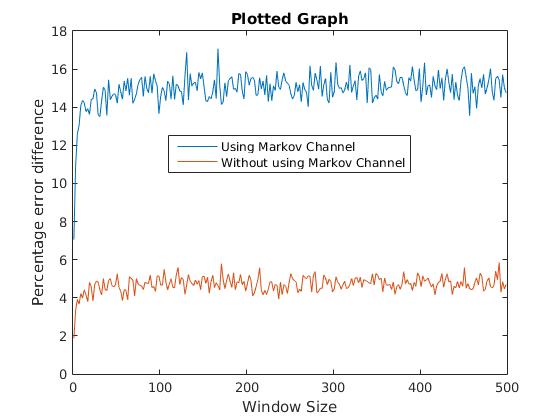 Plotted Graph
Percentage error difference
18
16
14
12
10
8
6
4
2
0
Using Markov Channel
Without using Markov Channel
0 100 200 300 400 500
Window Size